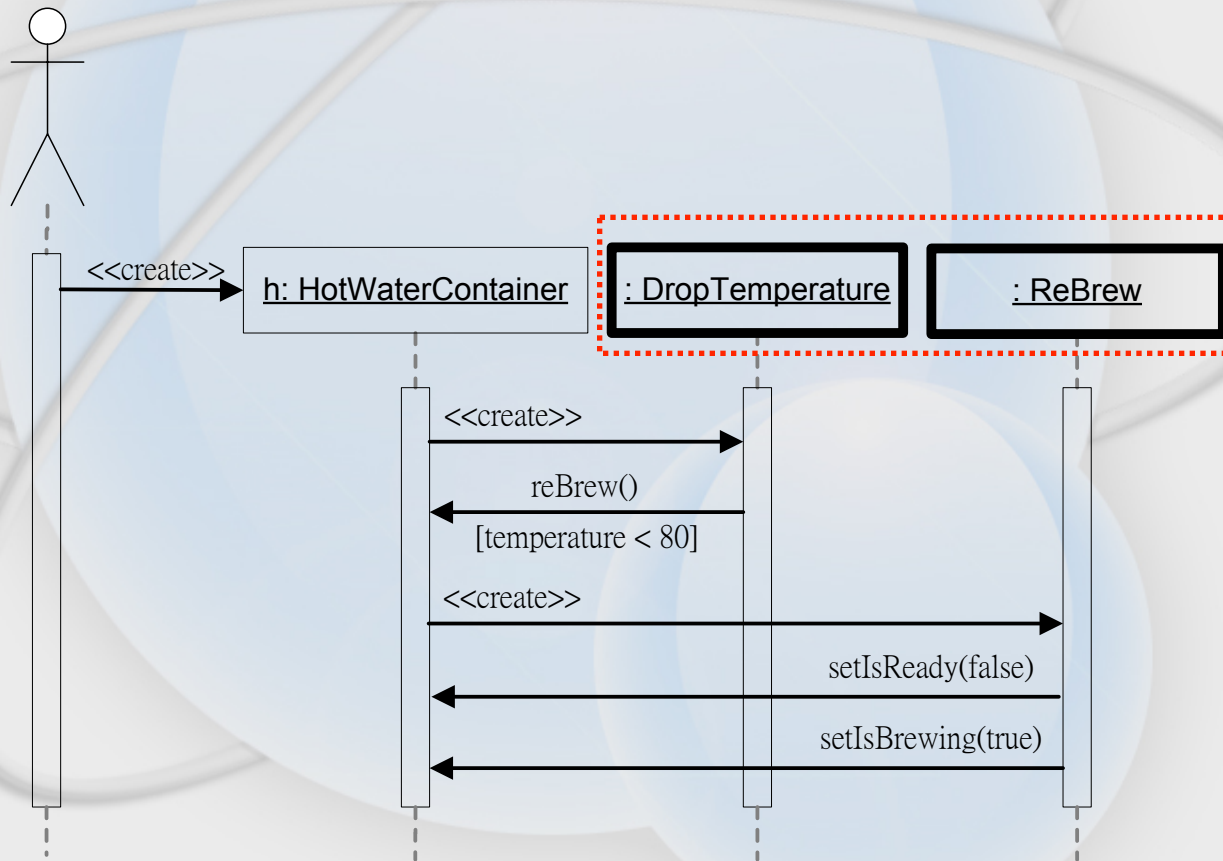 <<create>>
h: HotWaterContainer
: DropTemperature
: ReBrew
<<create>>
reBrew()
[temperature < 80]
<<create>>
setIsReady(false)
setIsBrewing(true)